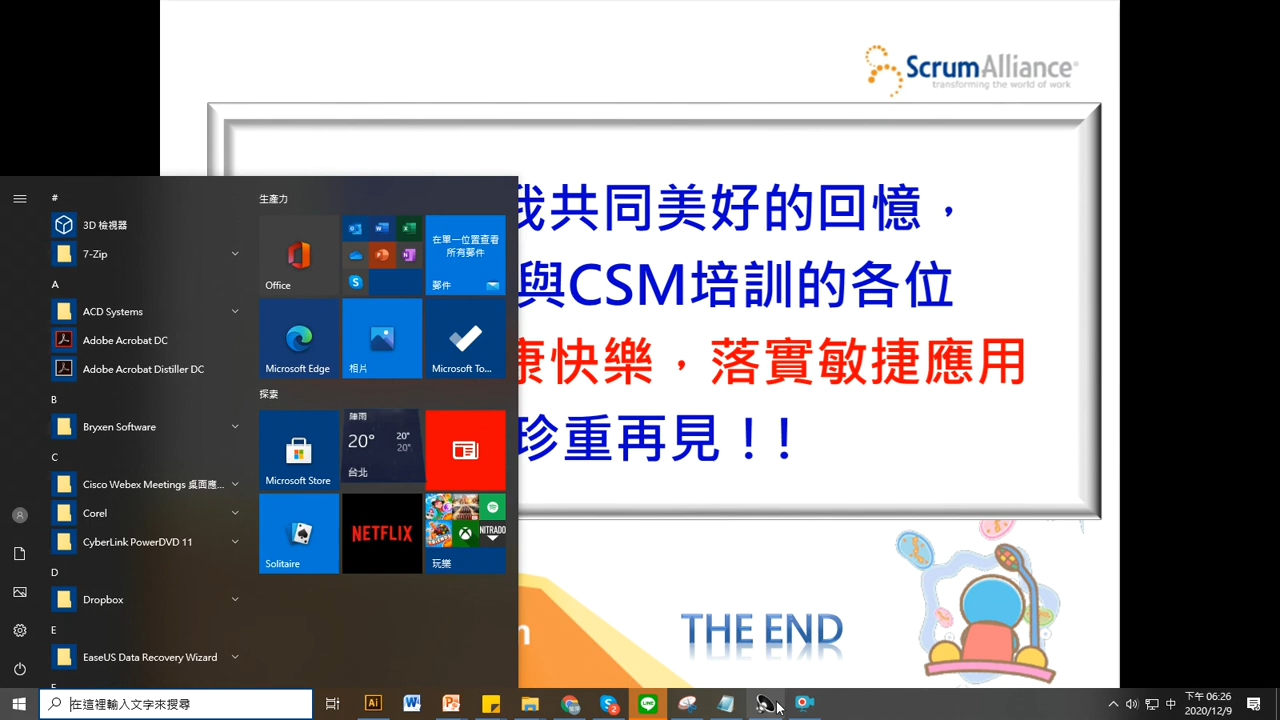 ScrumAlliance®
transforming the world of work
我共同美好的回憶，
與CSM培訓的各位
康快樂，落實敏捷應用
珍重再見！！
THE END
n
#
3D 檢視器
7-Zip
A
ACD Systems
Adobe Acrobat DC
Adobe Acrobat Distiller DC
B
Bryxen Software
C
Cisco Webex Meetings 桌面應...
Corel
CyberLink PowerDVD 11
D
Dropbox
E
EaseUS Data Recovery Wizard
F
生產力
Office
在單一位置查看
所有郵件
郵件
Microsoft Edge
相片
Microsoft To...
探索
Microsoft Store
陣雨
20°
20°
20°
台北
Solitaire
NETFLIX
NITRADO
玩樂
在這裡輸入文字來搜尋
Ai
W
P
S
2
LINE
中
下午 06:26
2020/12/9